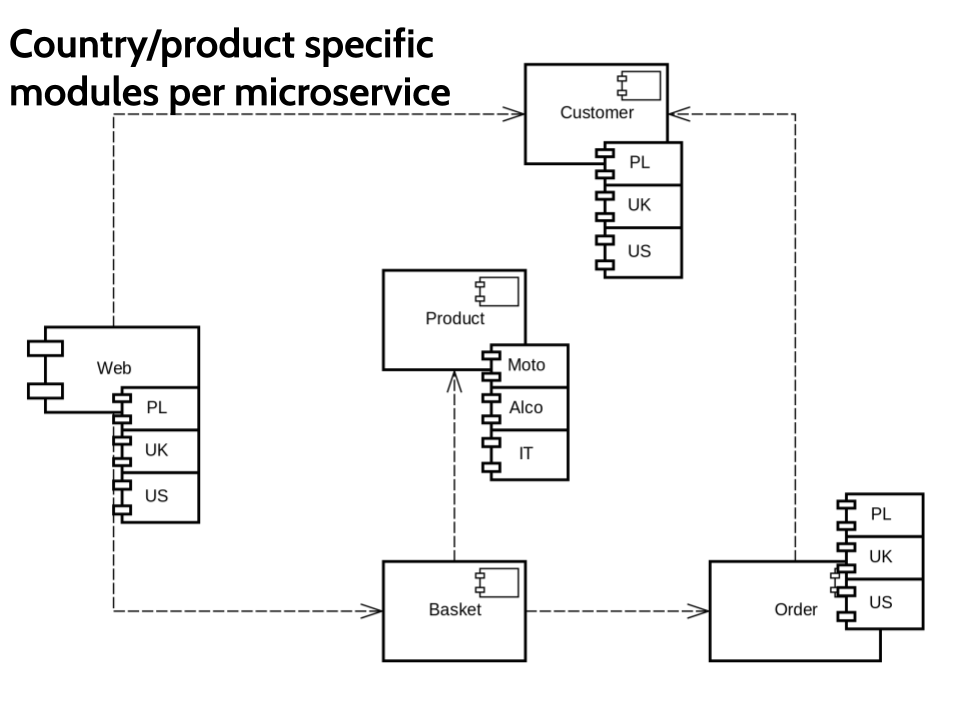 Country/product specific
modules per microservice
Customer
PL
UK
US
Product
Moto
Alco
IT
Web
PL
UK
US
Basket
Order
PL
UK
US